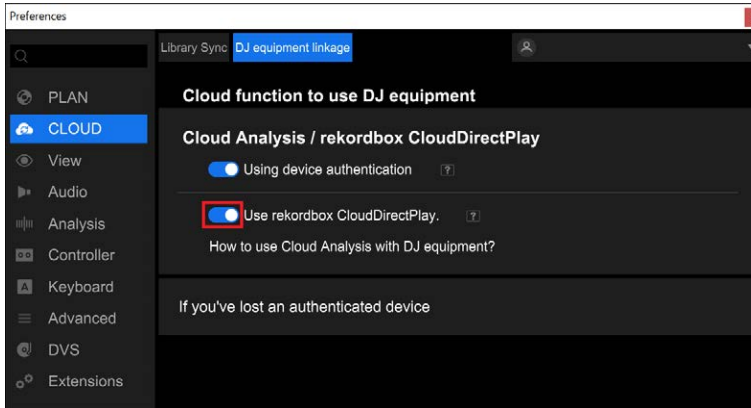 Preferences
Library Sync DJ equipment linkage
PLAN
CLOUD
View
Audio
Analysis
Controller
Keyboard
Advanced
DVS
Extensions
Cloud function to use DJ equipment
Cloud Analysis / rekordbox CloudDirectPlay
Using device authentication ?
Use rekordbox CloudDirectPlay. ?
How to use Cloud Analysis with DJ equipment?
If you've lost an authenticated device